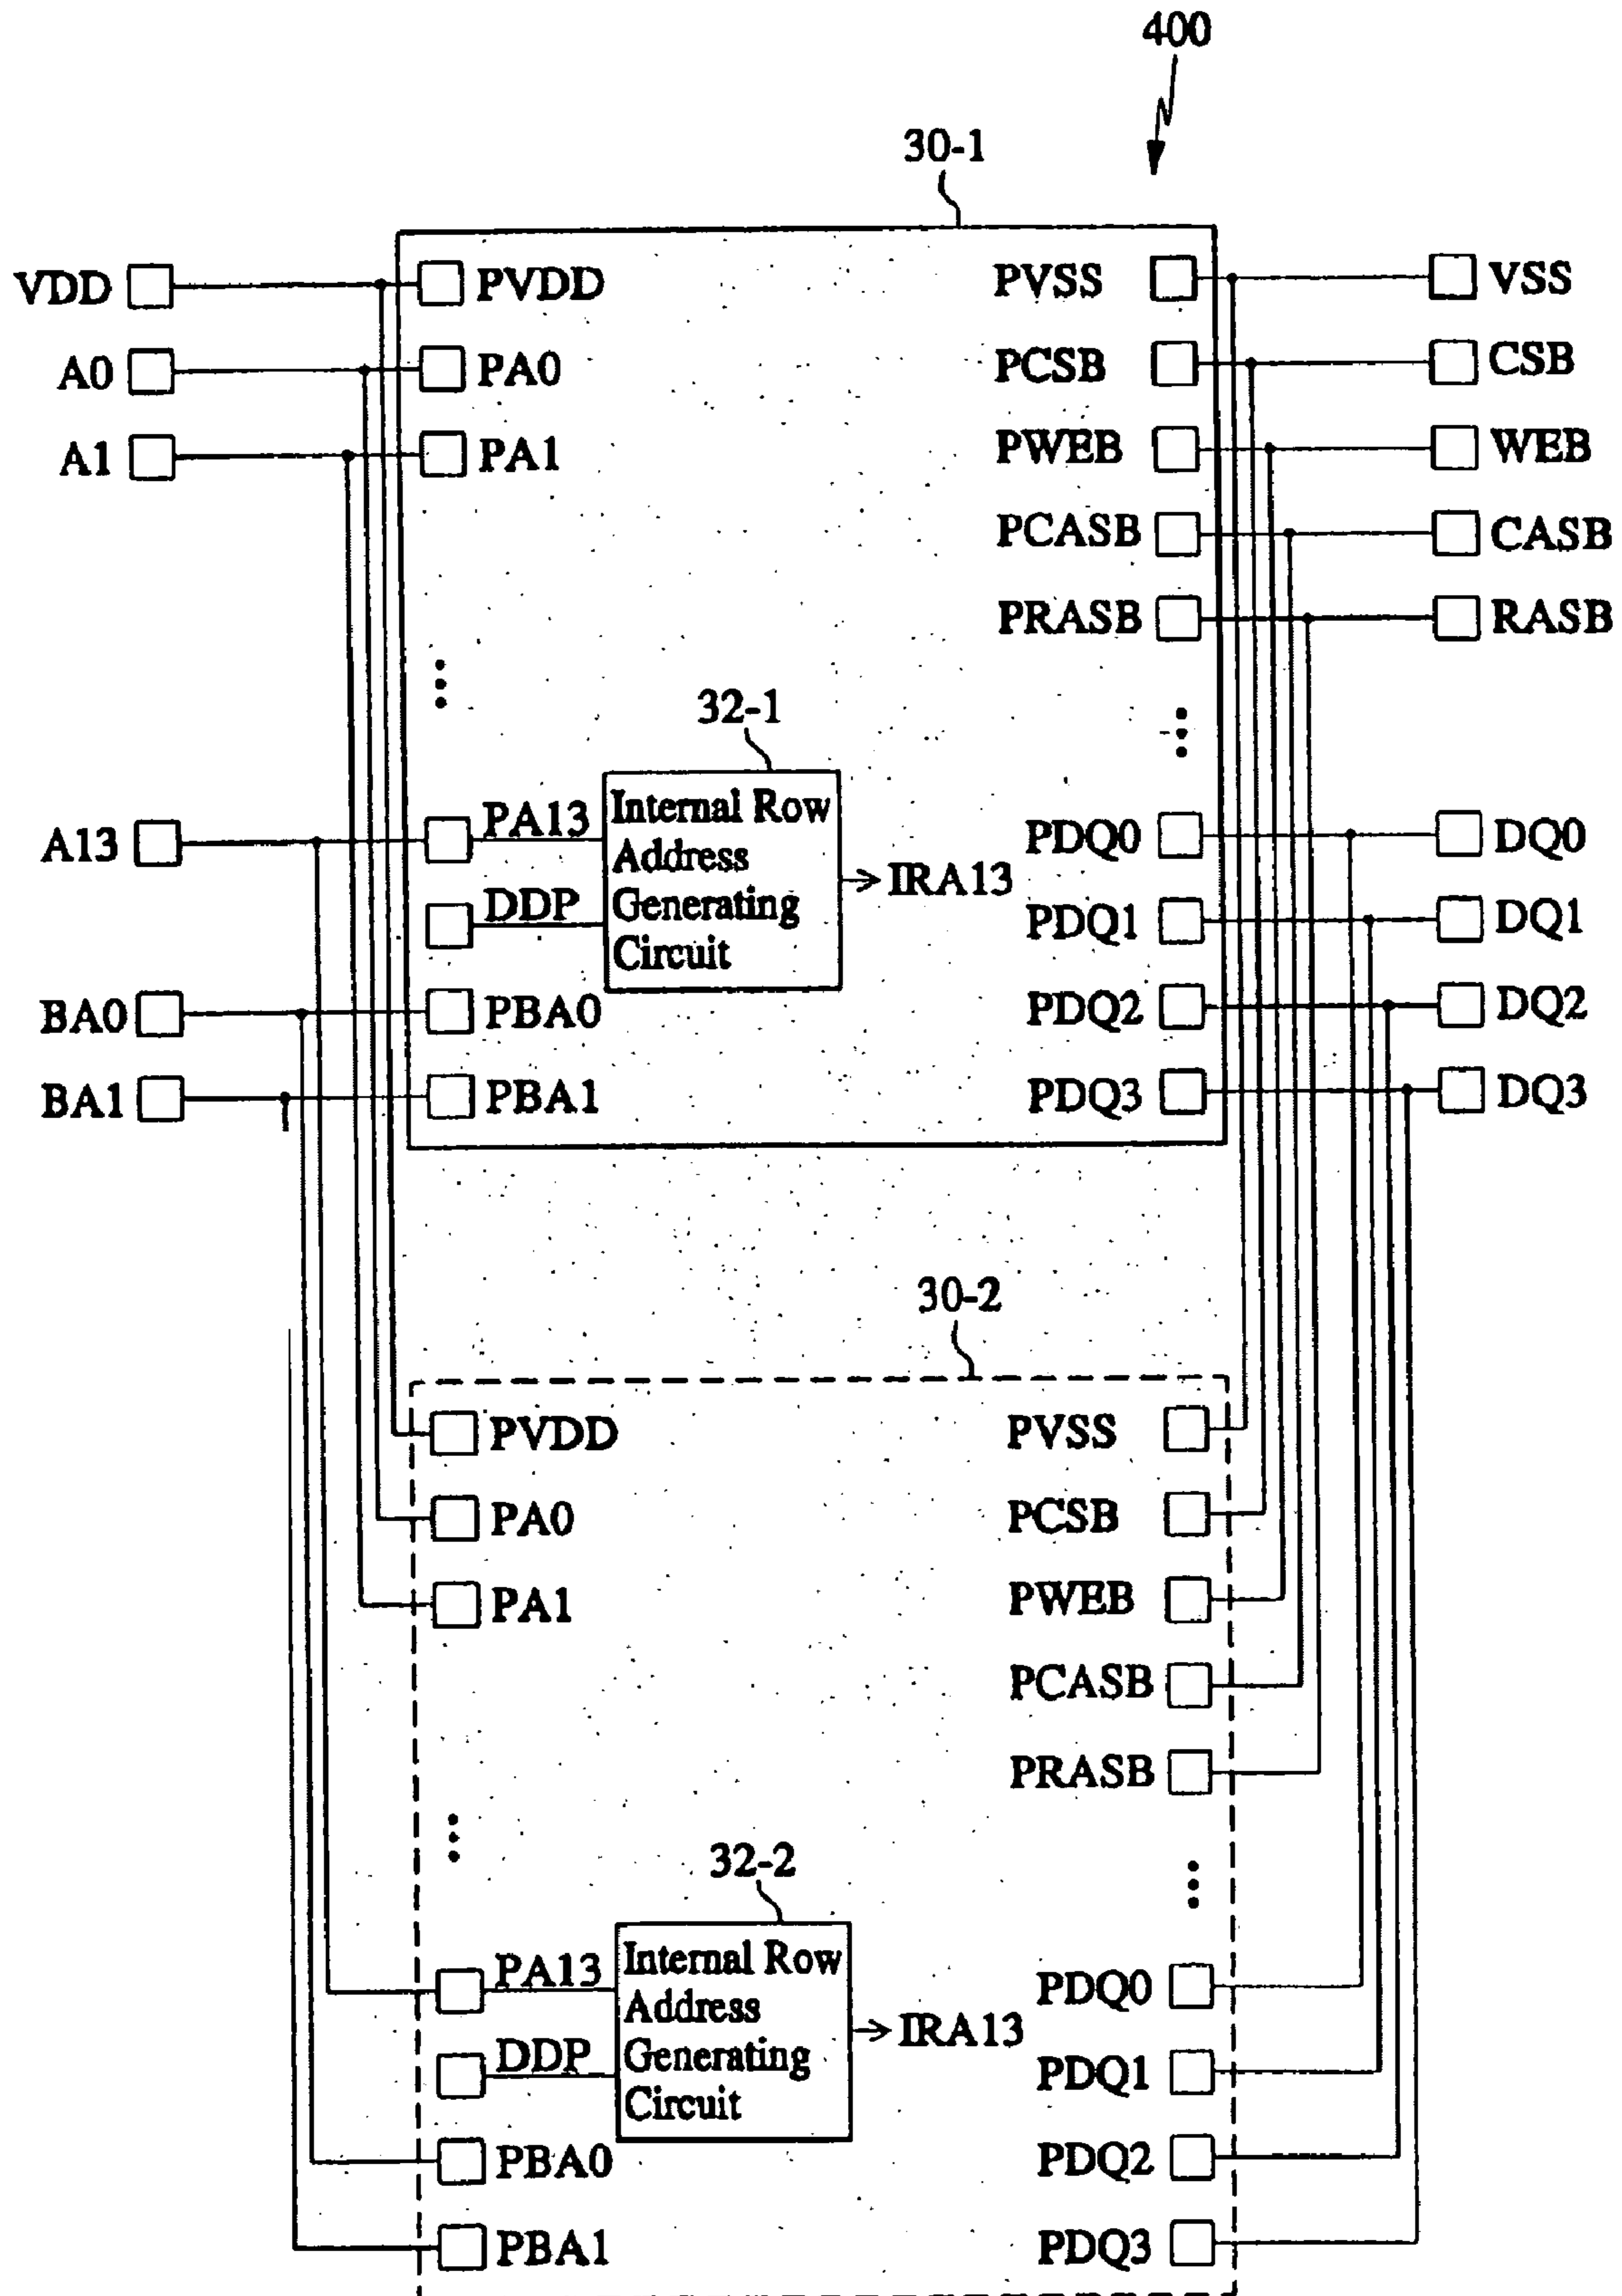 400
30-1
VDD PVDD PVSS VSS
A0 PA0 PCSB CSB
A1 PA1 PWEB WEB
PCASB CASB
PRASB RASB
32-1
A13 PA13 Internal Row PDQ0 DQ0
Address
IRA13
DDP Generating PDQ1 DQ1
Circuit
BA0 PBA0 PDQ2 DQ2
BA1 PBA1 PDQ3 DQ3
30-2
PVDD PVSS
PA0 PCSB
PA1 PWEB
PCASB
PRASB
32-2
PA13 Internal Row PDQ0
Address
IRA13
DDP Generating PDQ1
Circuit
PBA0 PDQ2
PBA1 PDQ3